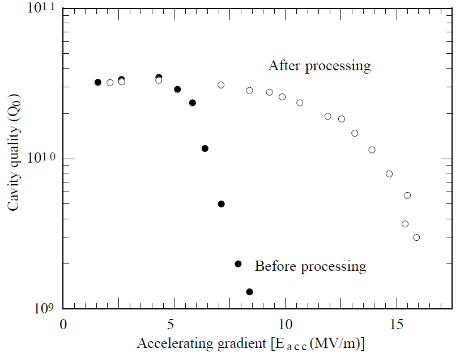 10¹¹
After processing
Cavity quality (Q₀)
10¹⁰
Before processing
10⁹
0 5 10 15
Accelerating gradient [Eacc(MV/m)]